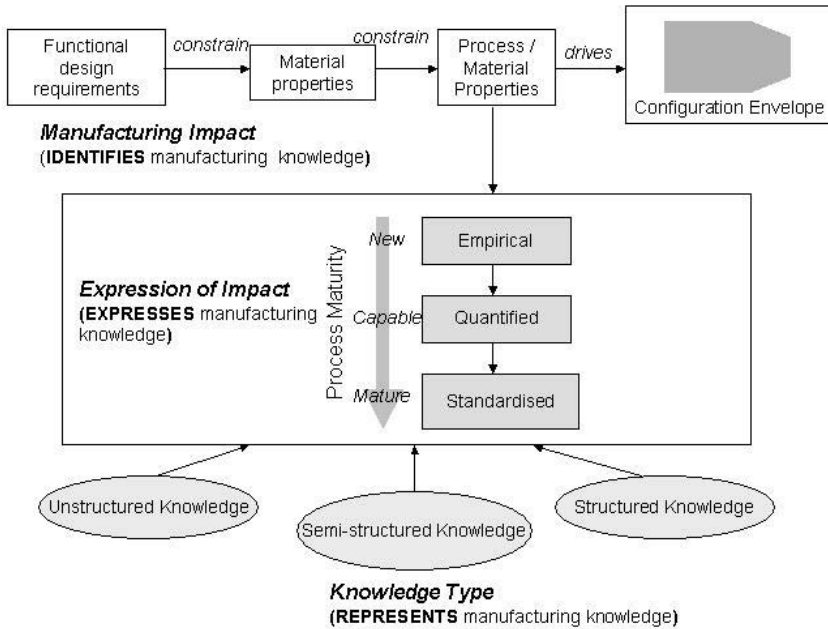 Functional
design
requirements
constrain
Material
properties
constrain
Process /
Material
Properties
drives
Configuration Envelope
Manufacturing Impact
(IDENTIFIES manufacturing knowledge)
Expression of Impact
(EXPRESSES manufacturing
knowledge)
Process Maturity
New
Empirical
Capable
Quantified
Mature
Standardised
Unstructured Knowledge
Semi-structured Knowledge
Structured Knowledge
Knowledge Type
(REPRESENTS manufacturing knowledge)